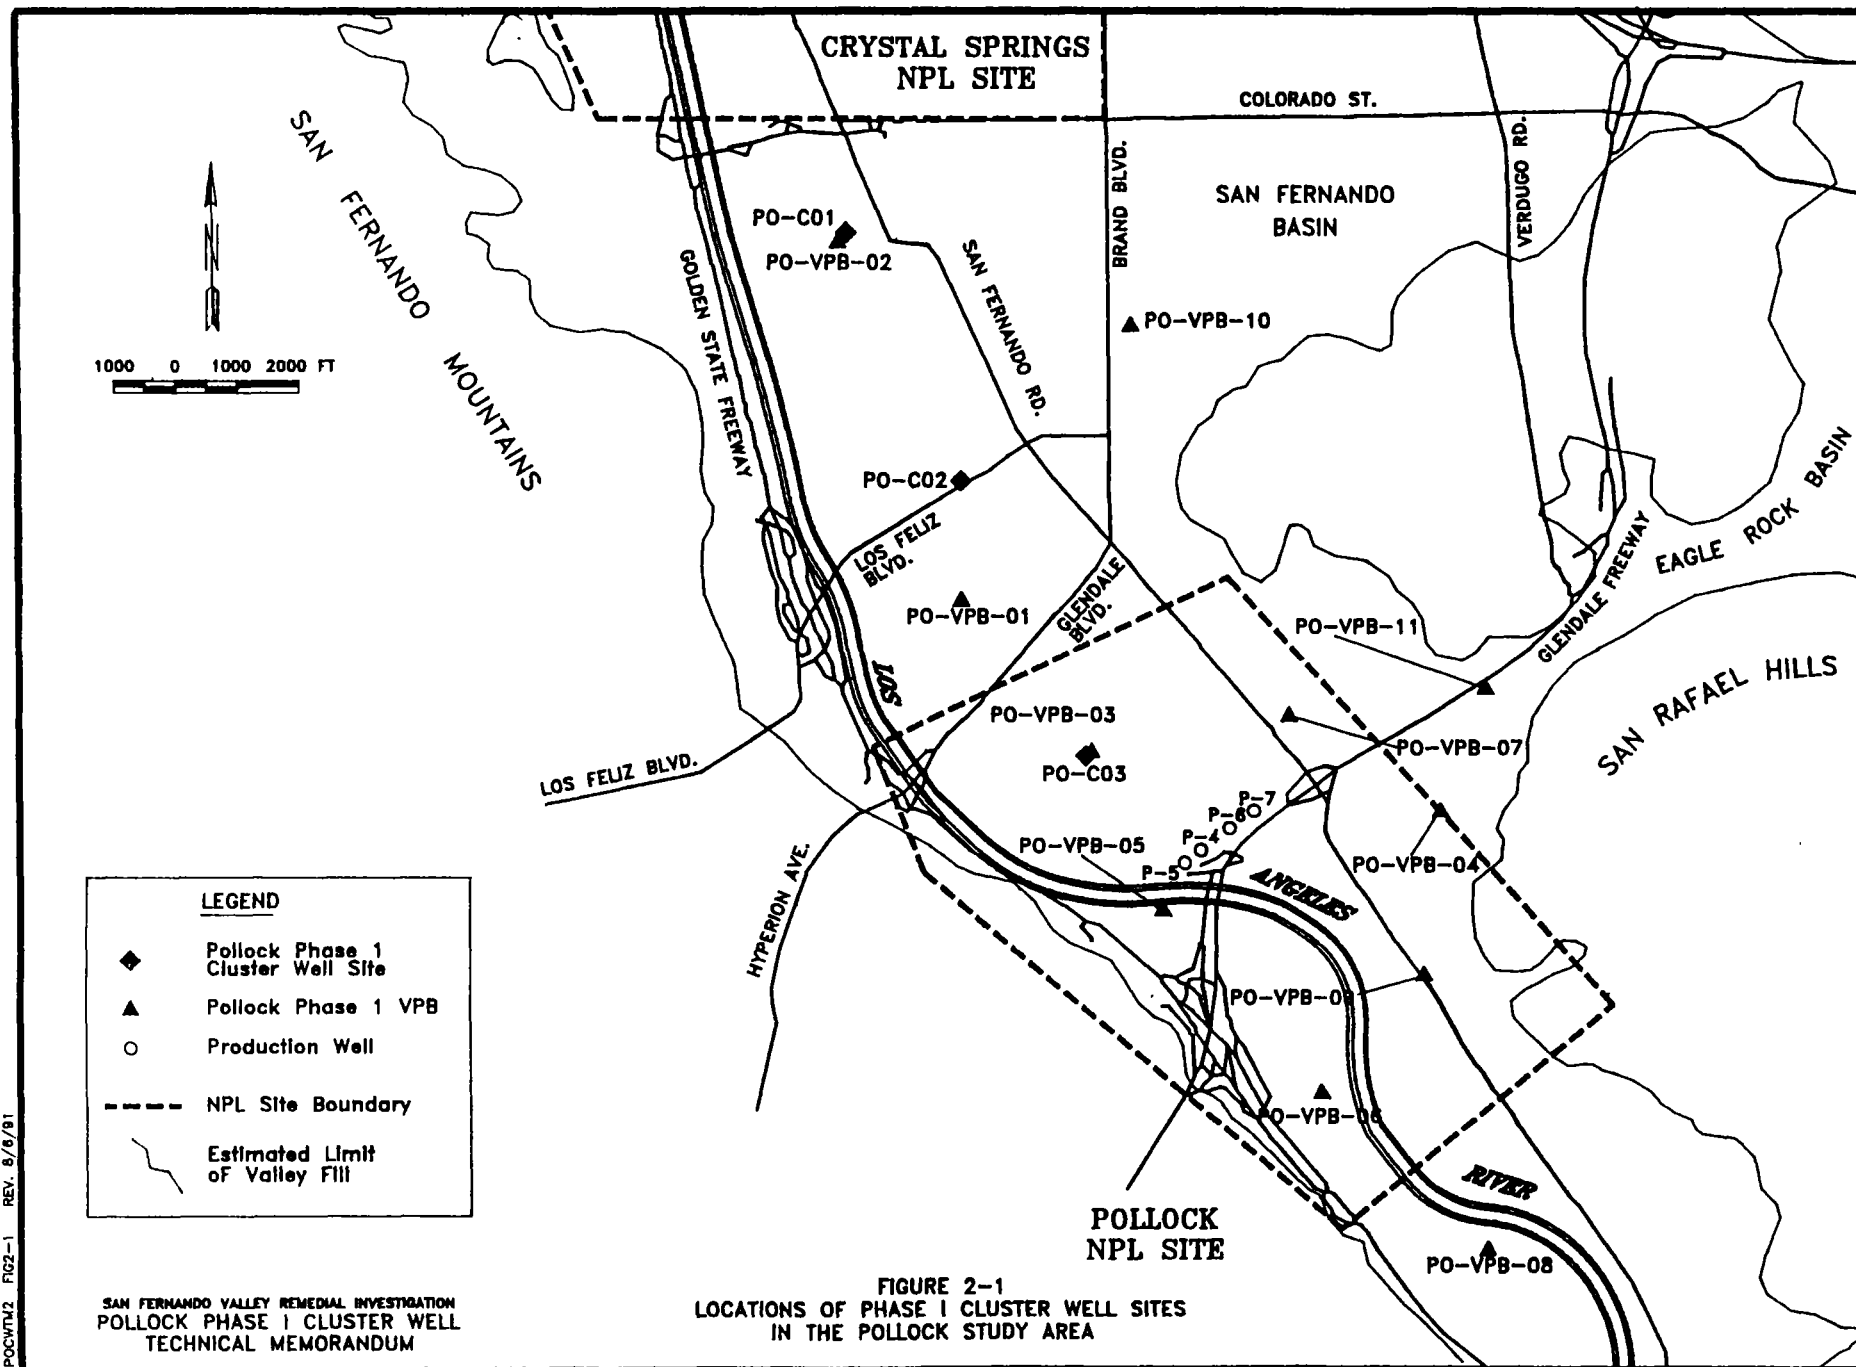 CRYSTAL SPRINGS
NPL SITE
COLORADO ST.
SAN FERNANDO MOUNTAINS
N
BRAND BLVD.
VERDUGO RD.
SAN FERNANDO
BASIN
PO-C01
PO-VPB-02
GOLDEN STATE FREEWAY
SAN FERNANDO RD.
PO-VPB-10
1000 0 1000 2000 FT
PO-C02
LOS FELIZ
BLVD.
EAGLE ROCK BASIN
GLENDALE FREEWAY
PO-VPB-01
GLENDALE
BLVD.
PO-VPB-11
LOS
SAN RAFAEL HILLS
PO-VPB-03
PO-VPB-07
PO-C03
LOS FELIZ BLVD.
P-7
P-6
P-4
P-5
PO-VPB-05
PO-VPB-04
HYPERION AVE.
ANGELES
PO-VPB-06
RIVER
POLLOCK
NPL SITE
PO-VPB-08
LEGEND
Pollock Phase 1
Cluster Well Site
Pollock Phase 1 VPB
Production Well
NPL Site Boundary
Estimated Limit
oF Valley Fill
SAN FERNANDO VALLEY REMEDIAL INVESTIGATION
POLLOCK PHASE I CLUSTER WELL
TECHNICAL MEMORANDUM
FIGURE 2-1
LOCATIONS OF PHASE I CLUSTER WELL SITES
IN THE POLLOCK STUDY AREA
POCWTM2 FIG2-1 REV. 8/6/91